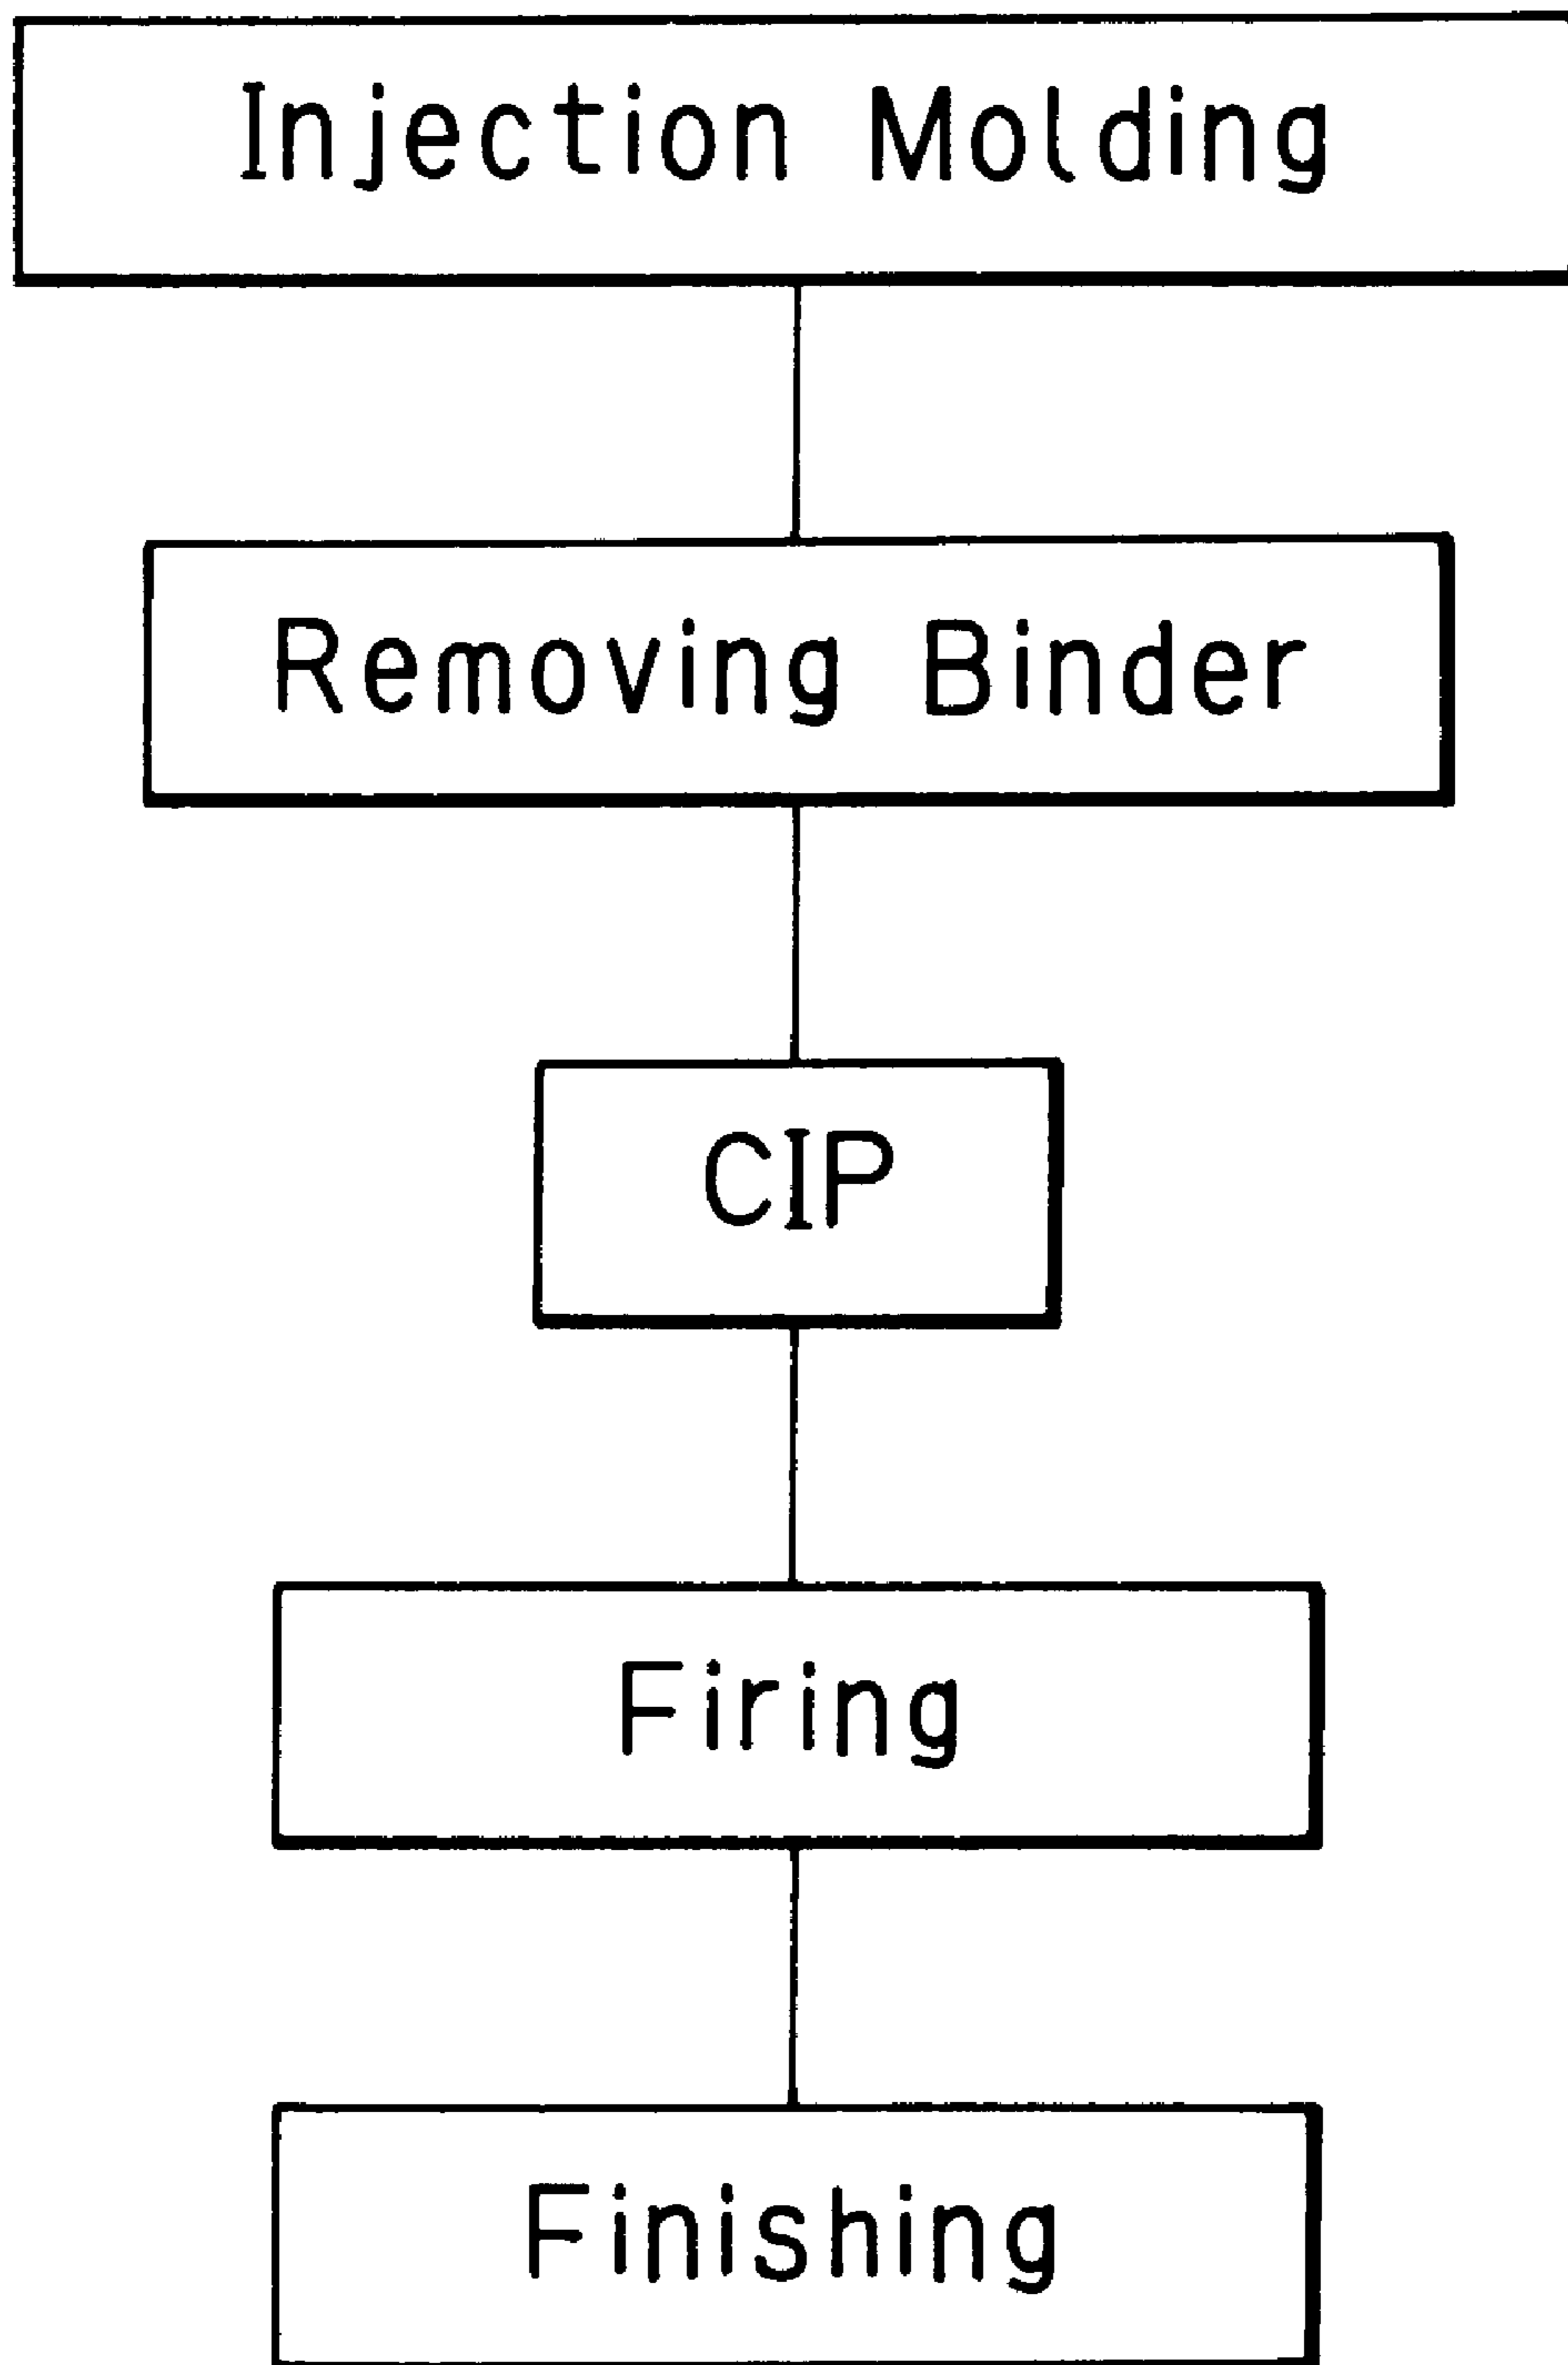 Injection Molding
Removing Binder
CIP
Firing
Finishing